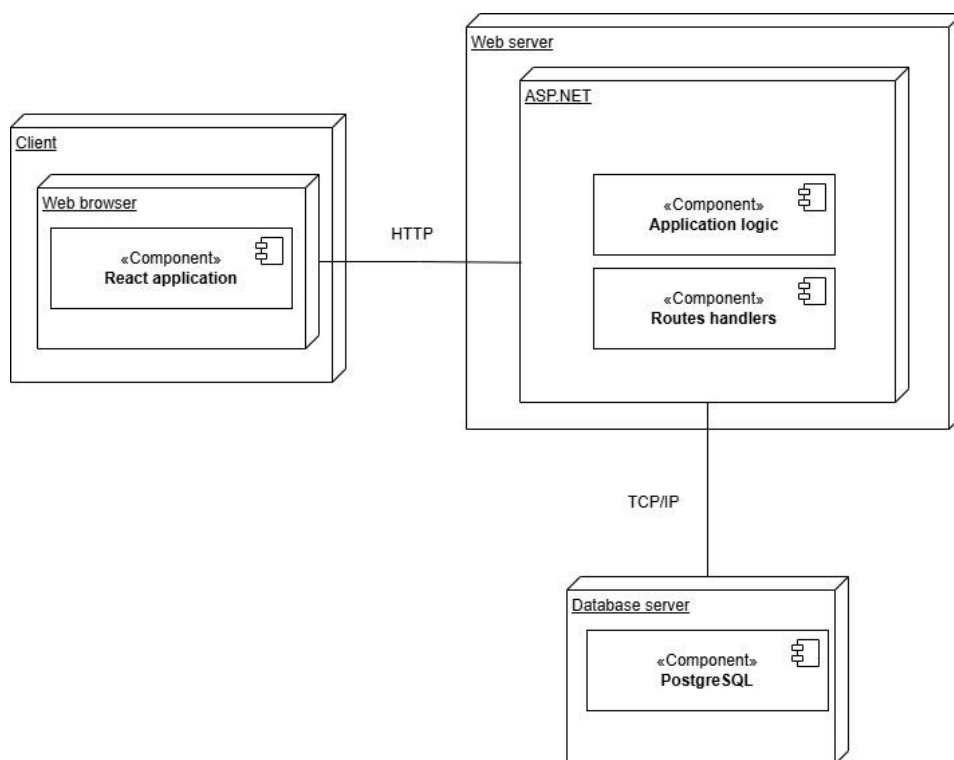 Web server
ASP.NET
Client
Web browser
«Component»
React application
HTTP
«Component»
Application logic
«Component»
Routes handlers
TCP/IP
Database server
«Component»
PostgreSQL